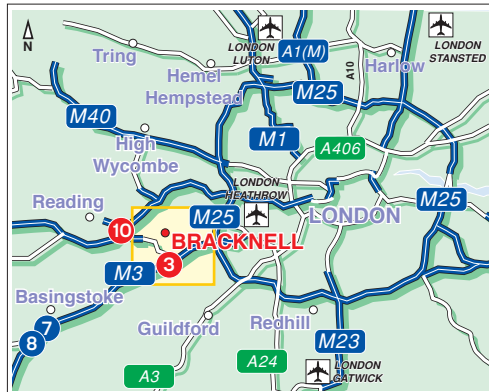 N
Tring
LONDON
LUTON
A1(M)
A10
Harlow
LONDON
STANSTED
Hemel
Hempstead
M25
M40
M1
High
Wycombe
A406
Reading
LONDON
HEATHROW
M25
M25
LONDON
10
BRACKNELL
3
M3
Basingstoke
7
8
Guildford
Redhill
M23
A3
A24
LONDON
GATWICK